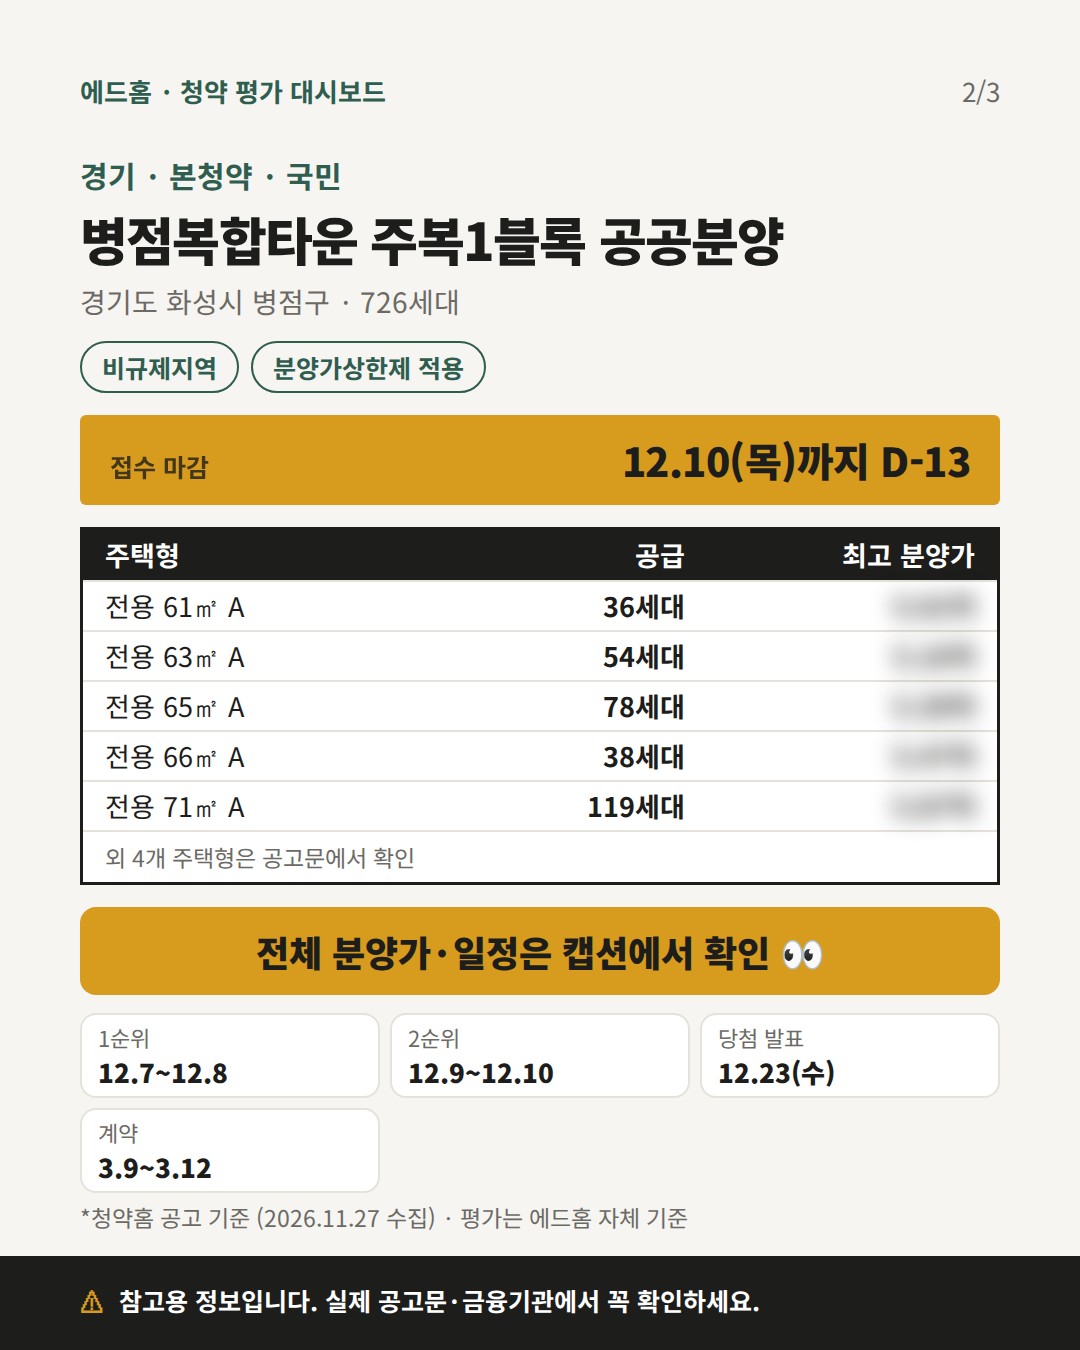 에드홈 · 청약 평가 대시보드
2/3
경기 · 본청약 · 국민
병점복합타운 주복1블록 공공분양
경기도 화성시 병점구 · 726세대
비규제지역 분양가상한제 적용
접수 마감 12.10(목)까지 D-13
주택형 공급 최고 분양가
전용 61㎡ A 36세대
전용 63㎡ A 54세대
전용 65㎡ A 78세대
전용 66㎡ A 38세대
전용 71㎡ A 119세대
외 4개 주택형은 공고문에서 확인
전체 분양가·일정은 캡션에서 확인 👀
1순위
12.7~12.8
2순위
12.9~12.10
당첨 발표
12.23(수)
계약
3.9~3.12
*청약홈 공고 기준 (2026.11.27 수집) · 평가는 에드홈 자체 기준
⚠ 참고용 정보입니다. 실제 공고문·금융기관에서 꼭 확인하세요.